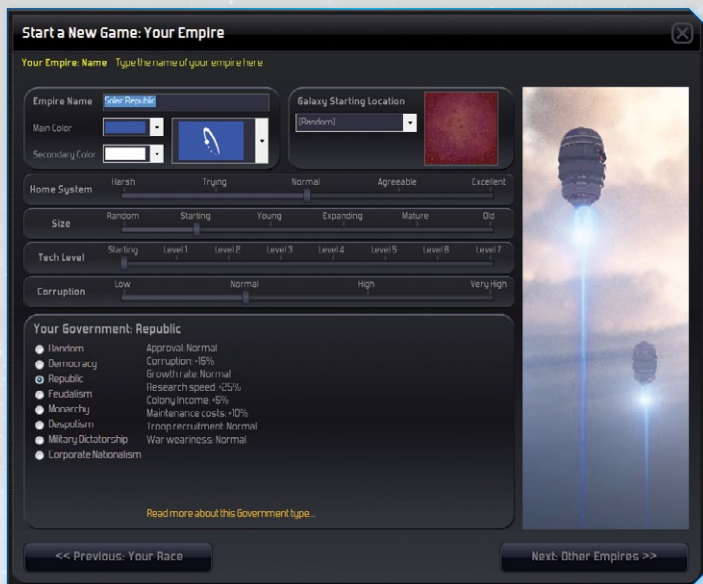 Start a New Game: Your Empire
Your Empire: Name Type the name of your empire here
Empire Name Solar Republic
Main Color
Secondary Color
Galaxy Starting Location
(Random)
Home System Harsh Trying Normal Agreeable Excellent
Size Random Starting Young Expanding Mature Old
Tech Level Starting Level 1 Level 2 Level 3 Level 4 Level 5 Level 6 Level 7
Corruption Low Normal High Very High
Your Government: Republic
Random
Democracy
Republic
Feudalism
Monarchy
Despotism
Military Dictatorship
Corporate Nationalism
Approval: Normal
Corruption: -15%
Growth rate: Normal
Research speed: +25%
Colony Income: +5%
Maintenance costs: +10%
Troop recruitment: Normal
War weariness: Normal
Read more about this Government type...
<< Previous: Your Race
Next: Other Empires >>